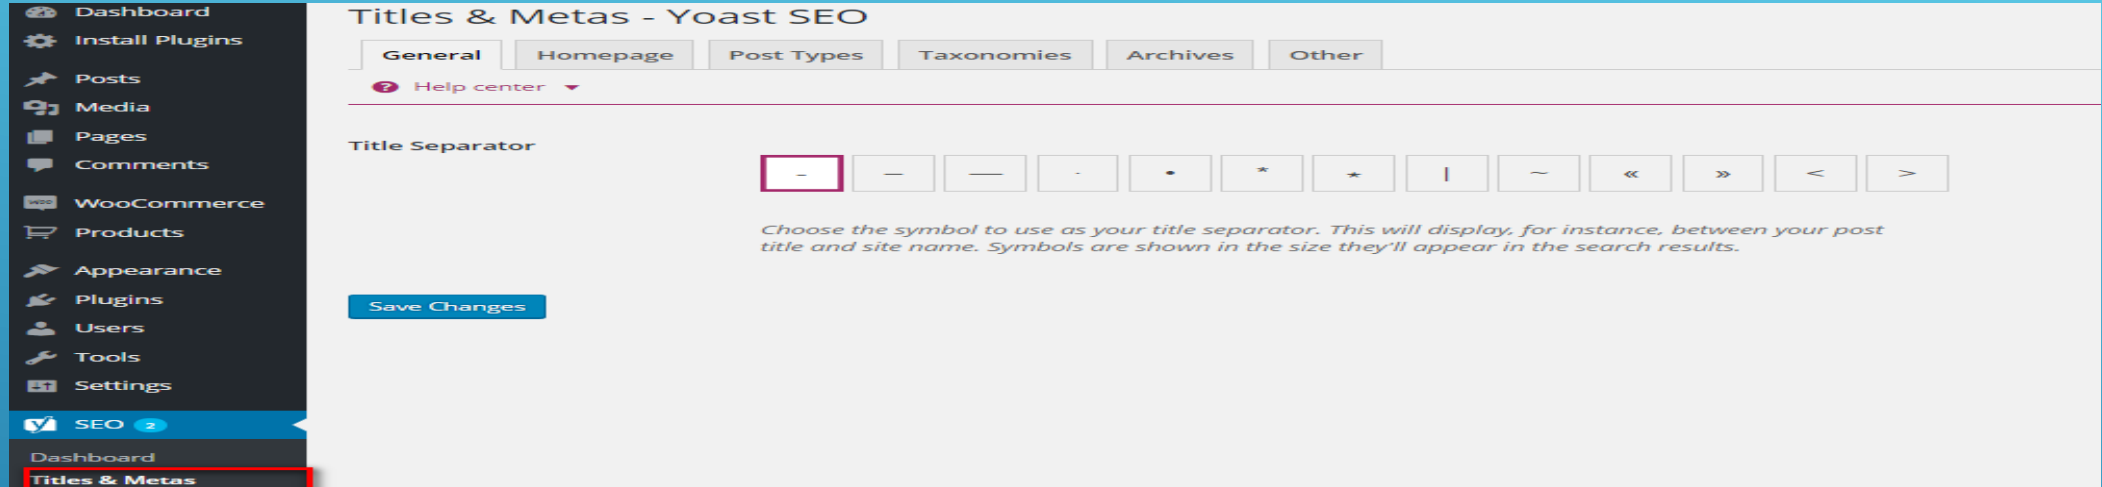 Dashboard
Install Plugins
Posts
Media
Pages
Comments
WOO WooCommerce
Products
Appearance
Plugins
Users
Tools
Settings
SEO 2
Dashboard
Titles & Metas
Titles & Metas - Yoast SEO
General Homepage Post Types Taxonomies Archives Other
? Help center
Title Separator
- – — · • * ⋆ | ~ « » < >
Choose the symbol to use as your title separator. This will display, for instance, between your post
title and site name. Symbols are shown in the size they'll appear in the search results.
Save Changes